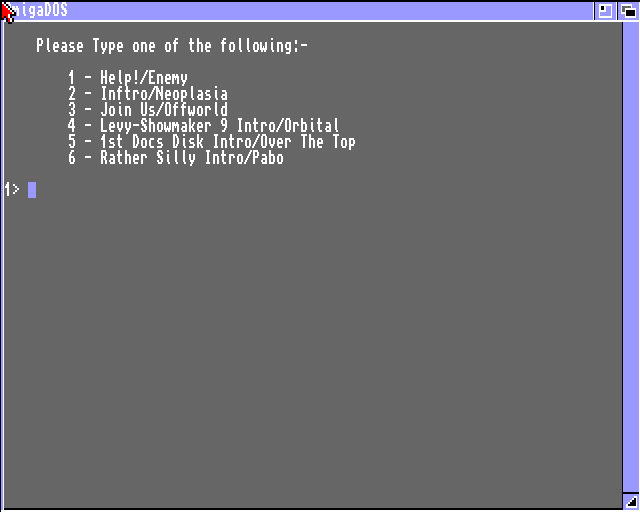 migaDOS
Please Type one of the following:-
1 - Help!/Enemy
2 - Inftro/Neoplasia
3 - Join Us/Offworld
4 - Levy-Showmaker 9 Intro/Orbital
5 - 1st Docs Disk Intro/Over The Top
6 - Rather Silly Intro/Pabo
1>